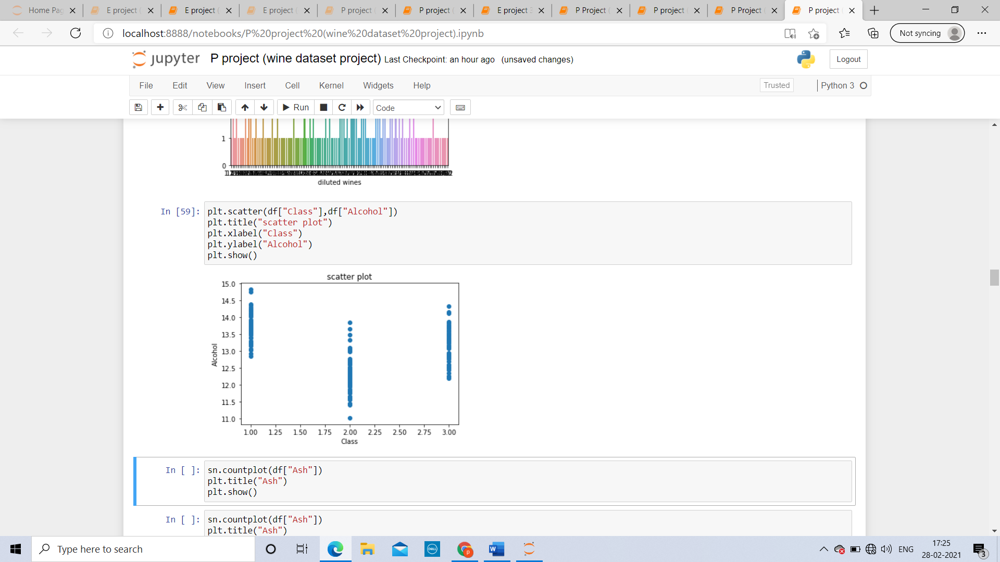 Home Pag
E project (
E project (
E project (
P project (
P project (
E project 3
P Project (
P project (
P Project (
P project (
localhost:8888/notebooks/P%20project%20(wine%20dataset%20project).ipynb
Not syncing
jupyter P project (wine dataset project) Last Checkpoint: an hour ago (unsaved changes)
Logout
File Edit View Insert Cell Kernel Widgets Help
Trusted
Python 3
Run
Code
1
0
diluted wines
In [59]:
plt.scatter(df["Class"],df["Alcohol"])
plt.title("scatter plot")
plt.xlabel("Class")
plt.ylabel("Alcohol")
plt.show()
scatter plot
15.0
14.5
14.0
13.5
13.0
12.5
12.0
11.5
11.0
Alcohol
1.00 1.25 1.50 1.75 2.00 2.25 2.50 2.75 3.00
Class
In [ ]:
sn.countplot(df["Ash"])
plt.title("Ash")
plt.show()
In [ ]:
sn.countplot(df["Ash"])
plt.title("Ash")
Type here to search
DELL
W
p
ENG
17:25
28-02-2021
3